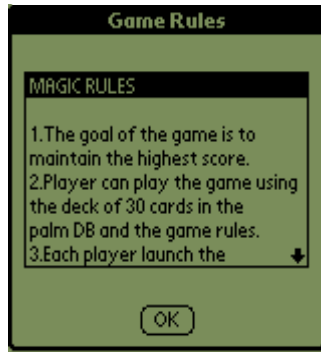 Game Rules
MAGIC RULES
1.The goal of the game is to
maintain the highest score.
2.Player can play the game using
the deck of 30 cards in the
palm DB and the game rules.
3.Each player launch the
OK